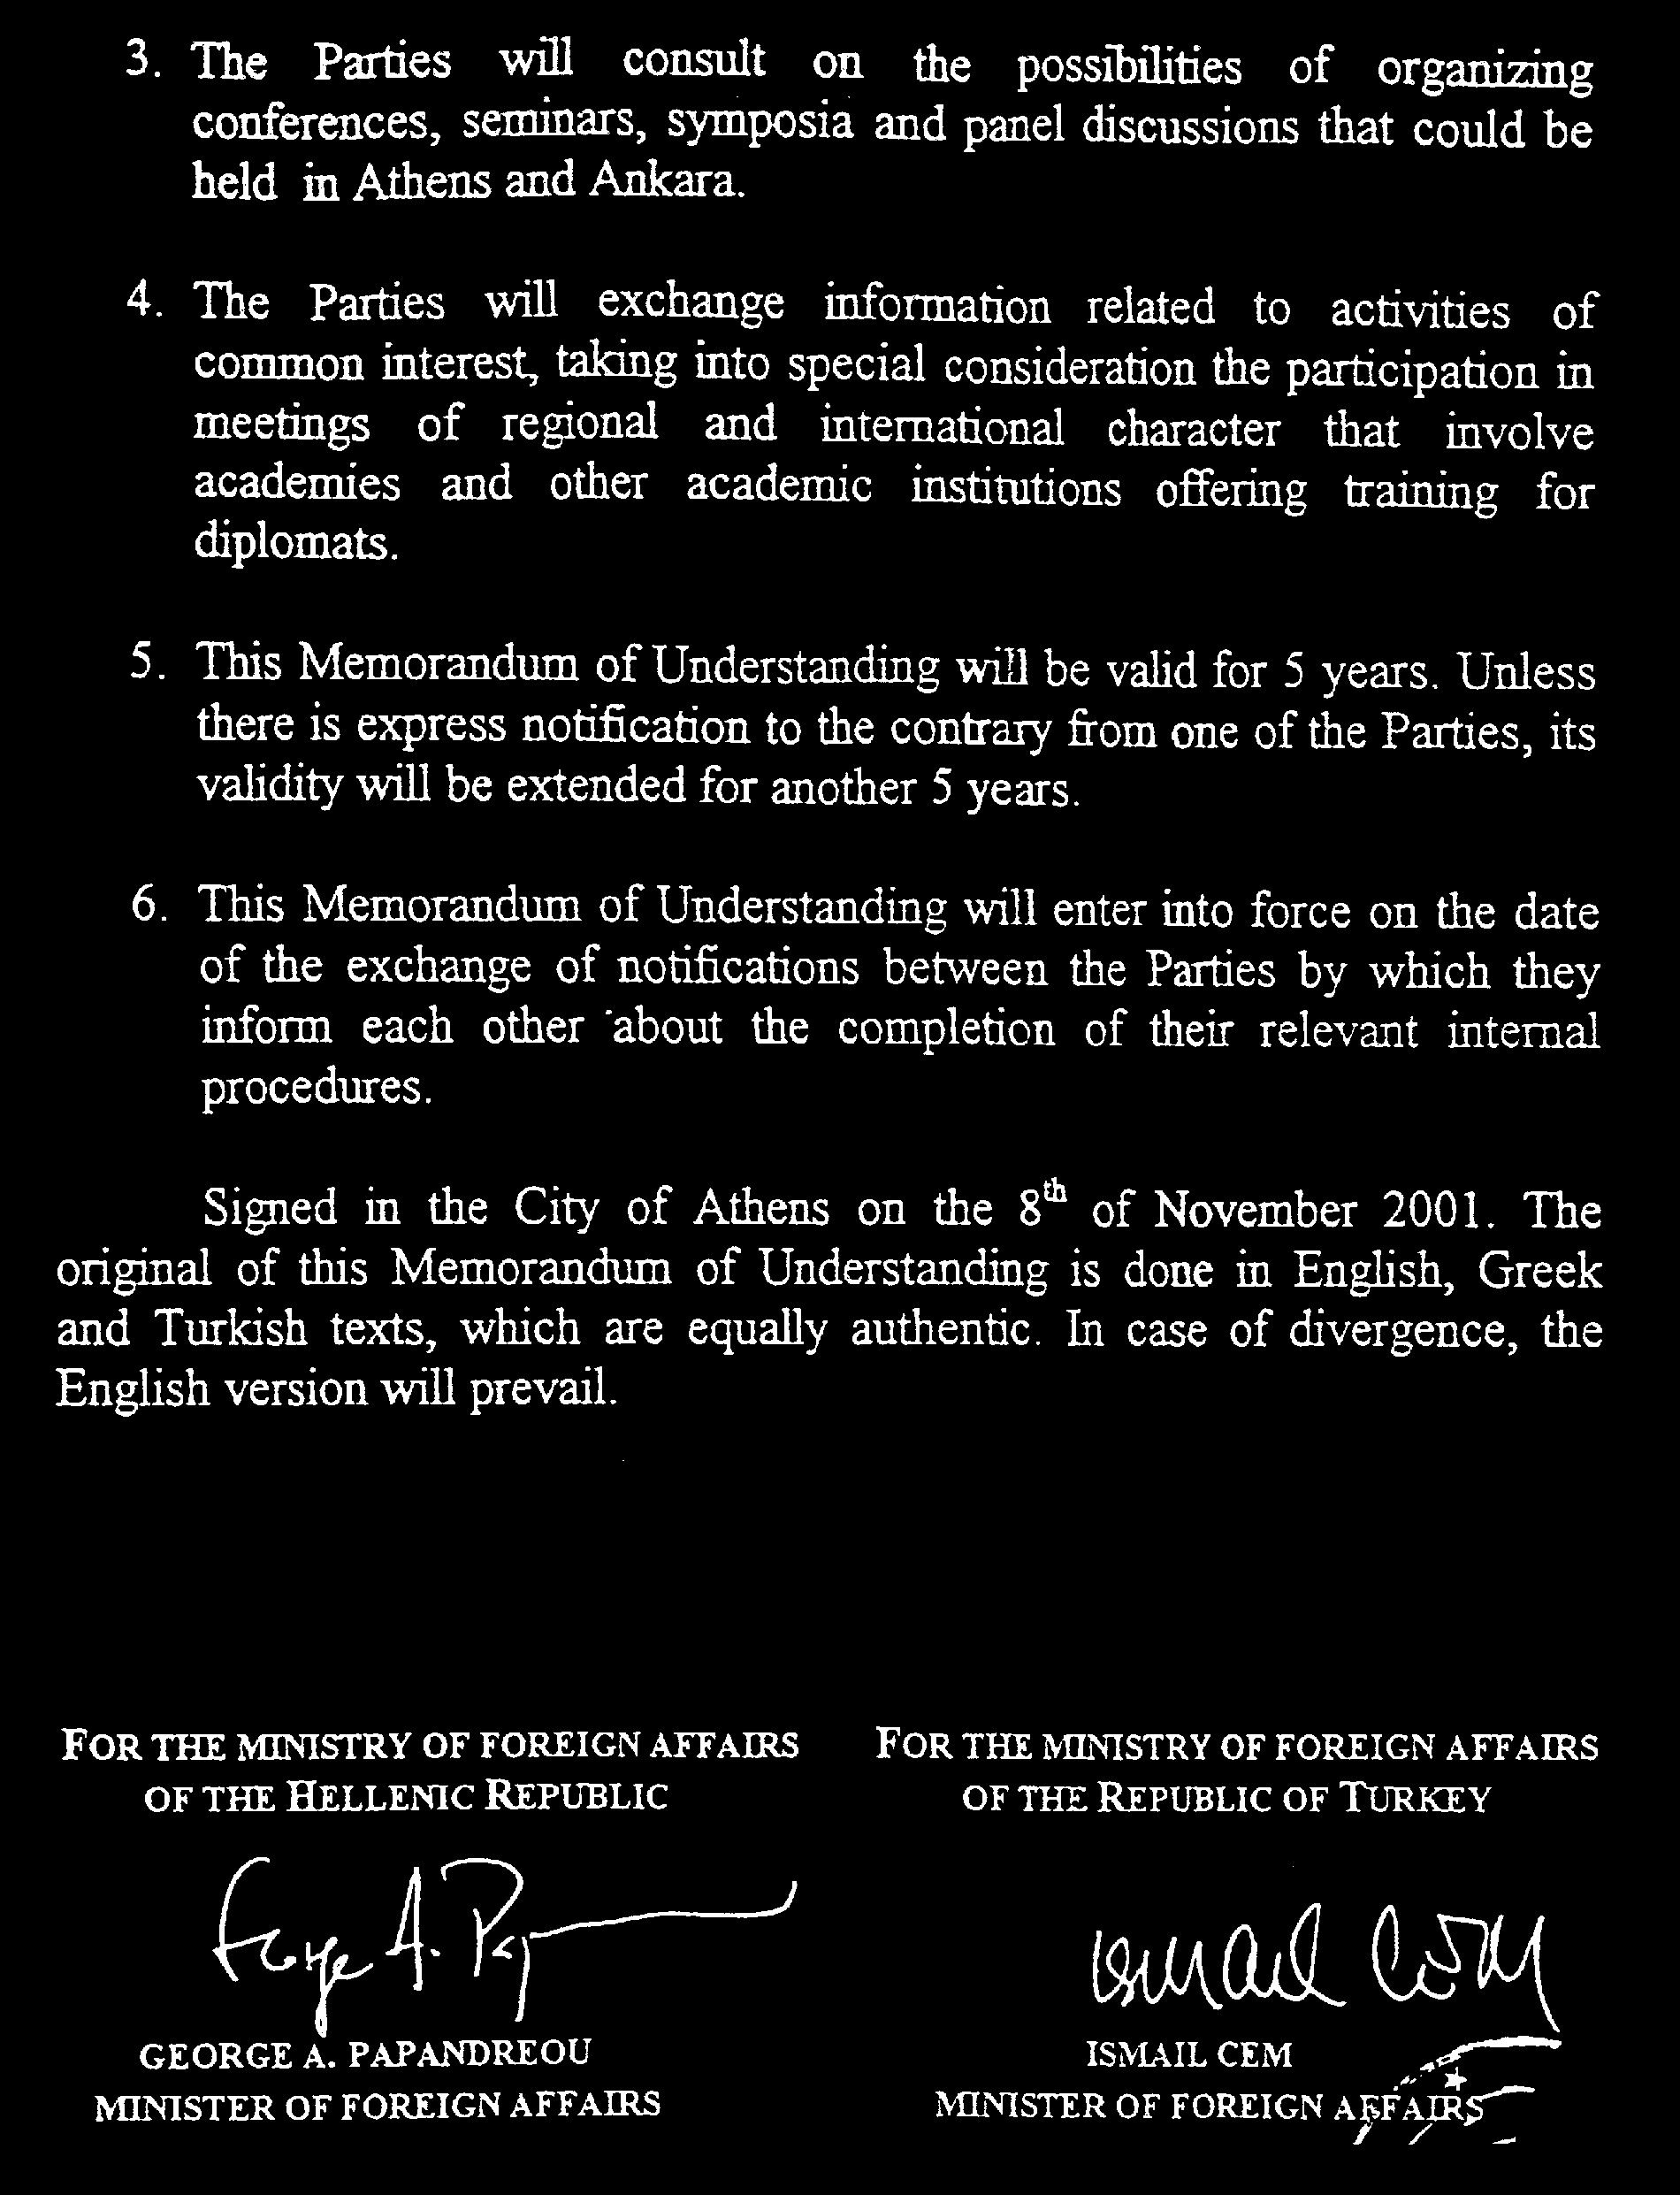 3. The Parties will consult on the possibilities of organizing
conferences, seminars, symposia and panel discussions that could be
held in Athens and Ankara.
4. The Parties will exchange information related to activities of
common interest, taking into special consideration the participation in
meetings of regional and international character that involve
academies and other academic institutions offering training for
diplomats.
5. This Memorandum of Understanding will be valid for 5 years. Unless
there is express notification to the contrary from one of the Parties, its
validity will be extended for another 5 years.
6. This Memorandum of Understanding will enter into force on the date
of the exchange of notifications between the Parties by which they
inform each other about the completion of their relevant internal
procedures.
Signed in the City of Athens on the 8th of November 2001. The
original of this Memorandum of Understanding is done in English, Greek
and Turkish texts, which are equally authentic. In case of divergence, the
English version will prevail.
FOR THE MINISTRY OF FOREIGN AFFAIRS
OF THE HELLENIC REPUBLIC
George A. Pap
GEORGE A. PAPANDREOU
MINISTER OF FOREIGN AFFAIRS
FOR THE MINISTRY OF FOREIGN AFFAIRS
OF THE REPUBLIC OF TURKEY
Ismail Cem
ISMAIL CEM
MINISTER OF FOREIGN AFFAIRS